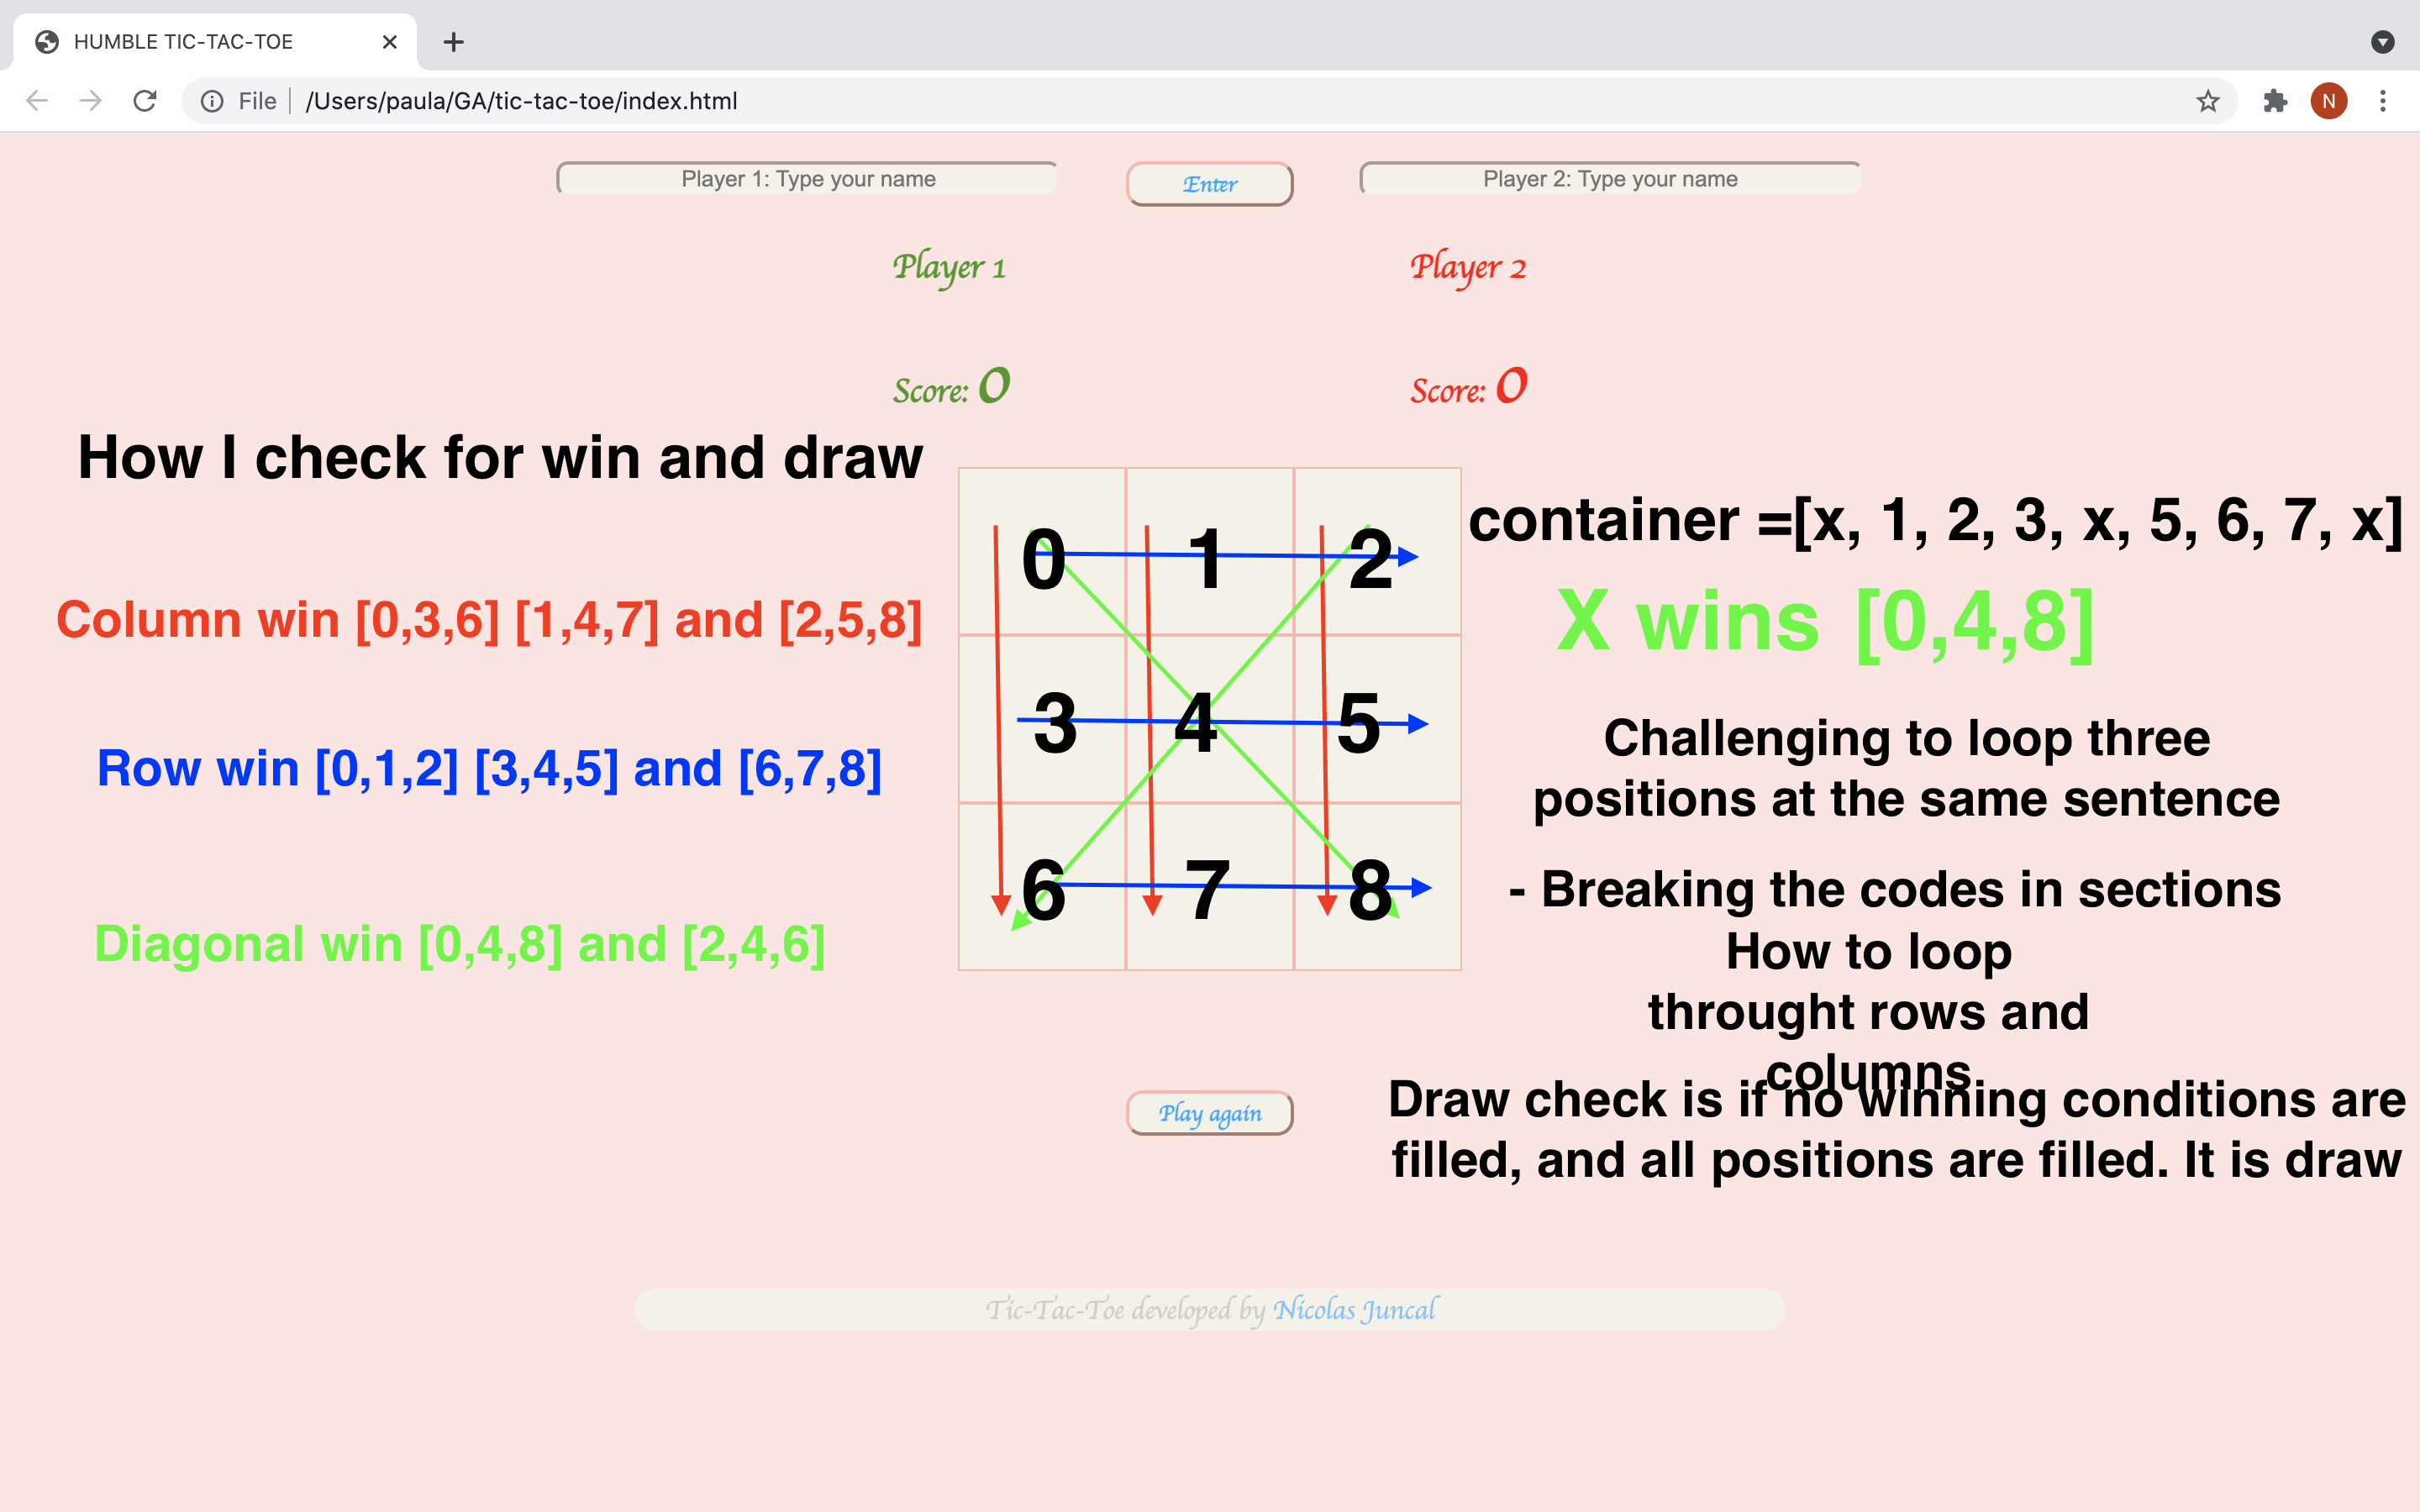 HUMBLE TIC-TAC-TOE
File /Users/paula/GA/tic-tac-toe/index.html
N
Player 1: Type your name
Enter
Player 2: Type your name
Player 1
Player 2
Score: 0
Score: 0
How I check for win and draw
Column win [0,3,6] [1,4,7] and [2,5,8]
Row win [0,1,2] [3,4,5] and [6,7,8]
Diagonal win [0,4,8] and [2,4,6]
0 1 2
3 4 5
6 7 8
container =[x, 1, 2, 3, x, 5, 6, 7, x]
X wins [0,4,8]
Challenging to loop three
positions at the same sentence
- Breaking the codes in sections
How to loop
throught rows and
columns
Draw check is if no winning conditions are
filled, and all positions are filled. It is draw
Play again
Tic-Tac-Toe developed by Nicolas Juncal